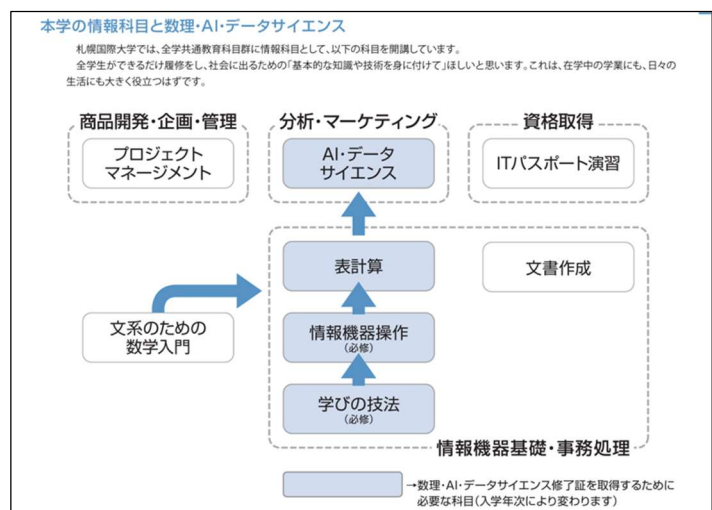 本学の情報科目と数理・AI・データサイエンス
札幌国際大学では、全学共通教育科目群に情報科目として、以下の科目を開講しています。
全学生ができるだけ履修をし、社会に出るための「基本的な知識や技術を身に付けて」ほしいと思います。これは、在学中の学業にも、日々の
生活にも大きく役立つはずです。
商品開発・企画・管理
プロジェクト
マネージメント
分析・マーケティング
AI・データ
サイエンス
資格取得
ITパスポート演習
表計算
文書作成
文系のための
数学入門
情報機器操作
(必修)
学びの技法
(必修)
情報機器基礎・事務処理
→数理・AI・データサイエンス修了証を取得するために
必要な科目(入学年次により変わります)